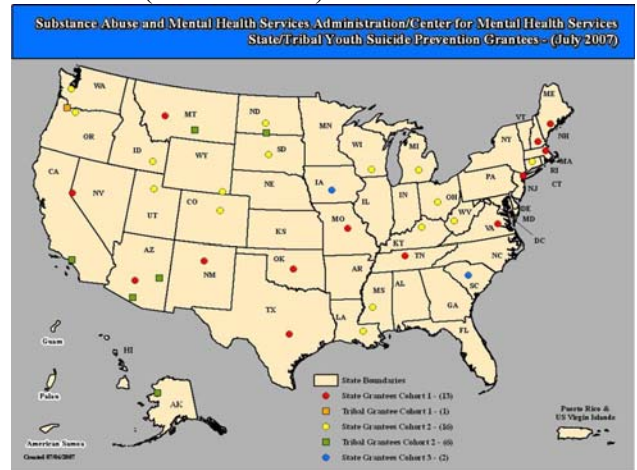 Substance Abuse and Mental Health Services Administration/Center for Mental Health Services
State/Tribal Youth Suicide Prevention Grantees - (July 2007)
WA
MT
ND
MN
ME
VT
NH
OR
ID
WY
SD
WI
MI
NY
MA
RI
CT
CA
NV
UT
CO
NE
IA
IL
IN
OH
PA
NJ
WV
DE
MD
VA
DC
KS
MO
KY
AZ
NM
OK
AR
TN
NC
SC
TX
LA
MS
AL
GA
FL
Guam
HI
Palau
AK
American Samoa
Puerto Rico &
US Virgin Islands
State Boundaries
State Grantees Cohort 1 - (13)
Tribal Grantee Cohort 1 - (1)
State Grantees Cohort 2 - (16)
Tribal Grantees Cohort 2 - (6)
State Grantees Cohort 3 - (2)
Created 07/06/2007